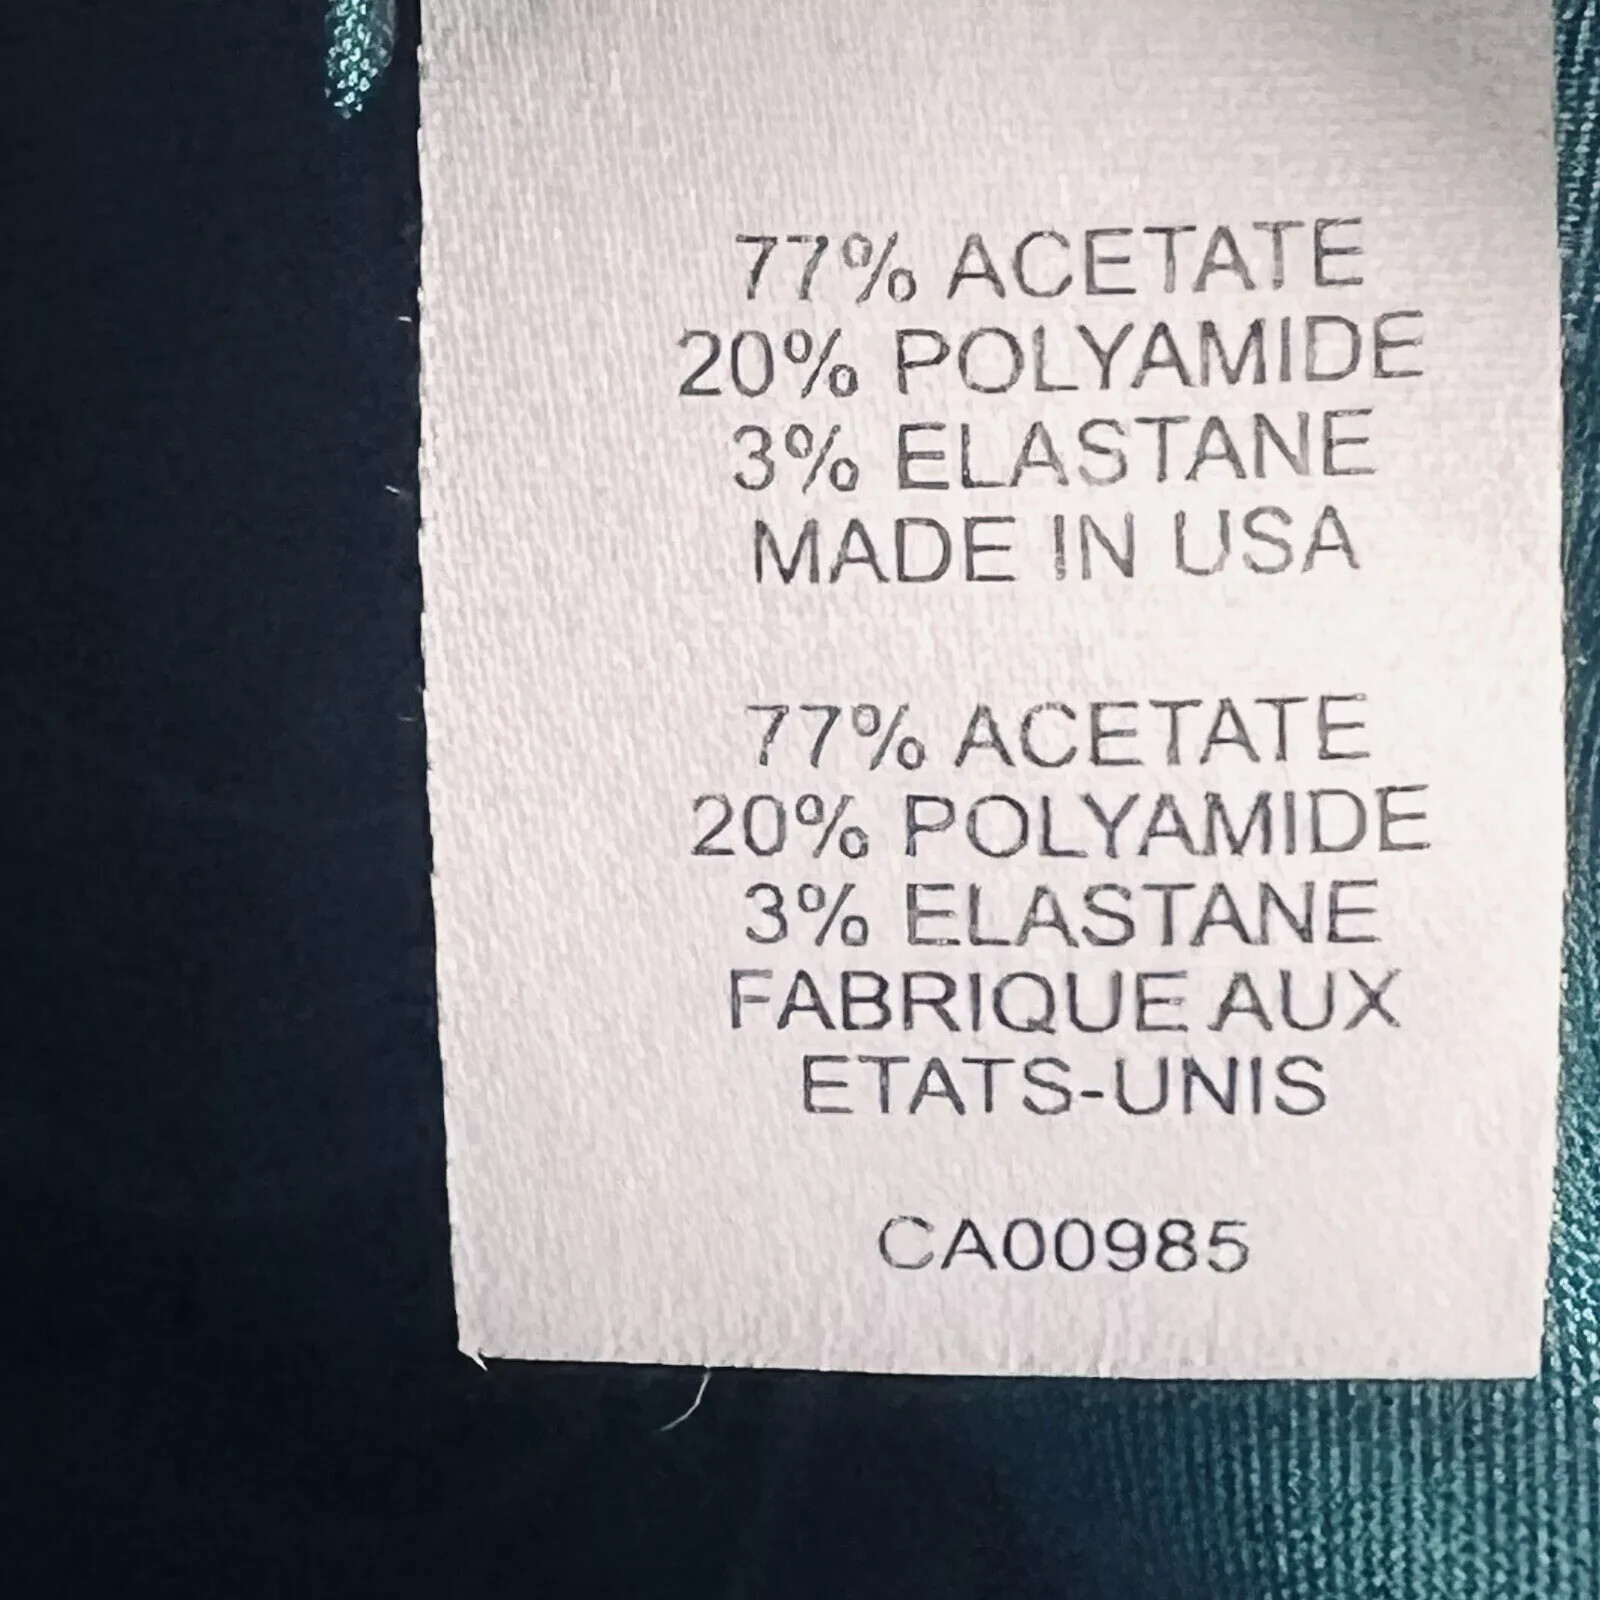 77% ACETATE
20% POLYAMIDE
3% ELASTANE
MADE IN USA
77% ACETATE
20% POLYAMIDE
3% ELASTANE
FABRIQUE AUX
ETATS-UNIS
CA00985